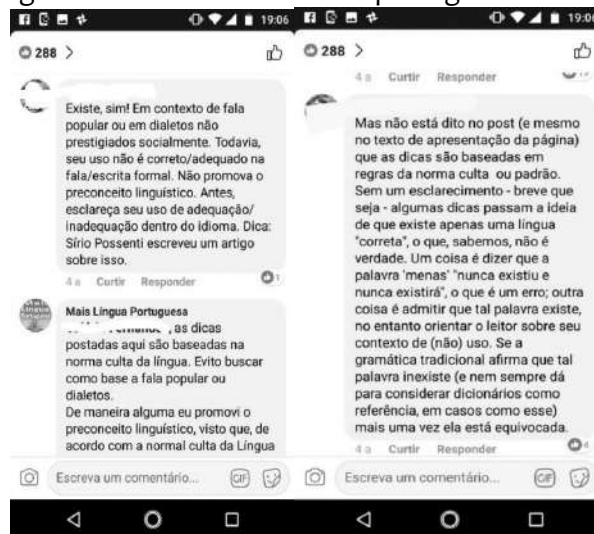 19:06
288 >
Existe, sim! Em contexto de fala
popular ou em dialetos não
prestigiados socialmente. Todavia,
seu uso não é correto/adequado na
fala/escrita formal. Não promova o
preconceito linguístico. Antes,
esclareça seu uso de adequação/
inadequação dentro do idioma. Dica:
Sírio Possenti escreveu um artigo
sobre isso.
4 a Curtir Responder 1
Mais Língua Portuguesa
, as dicas
postadas aqui são baseadas na
norma culta da língua. Evito buscar
como base a fala popular ou
dialetos.
De maneira alguma eu promovi o
preconceito linguístico, visto que, de
acordo com a normal culta da Língua
Escreva um comentário... GIF
19:06
288 >
4 a Curtir Responder
Mas não está dito no post (e mesmo
no texto de apresentação da página)
que as dicas são baseadas em
regras da norma culta ou padrão.
Sem um esclarecimento - breve que
seja - algumas dicas passam a ideia
de que existe apenas uma língua
"correta", o que, sabemos, não é
verdade. Um coisa é dizer que a
palavra 'menas' "nunca existiu e
nunca existirá", o que é um erro; outra
coisa é admitir que tal palavra existe,
no entanto orientar o leitor sobre seu
contexto de (não) uso. Se a
gramática tradicional afirma que tal
palavra inexiste (e nem sempre dá
para considerar dicionários como
referência, em casos como esse)
mais uma vez ela está equivocada.
4 a Curtir Responder 4
Escreva um comentário... GIF